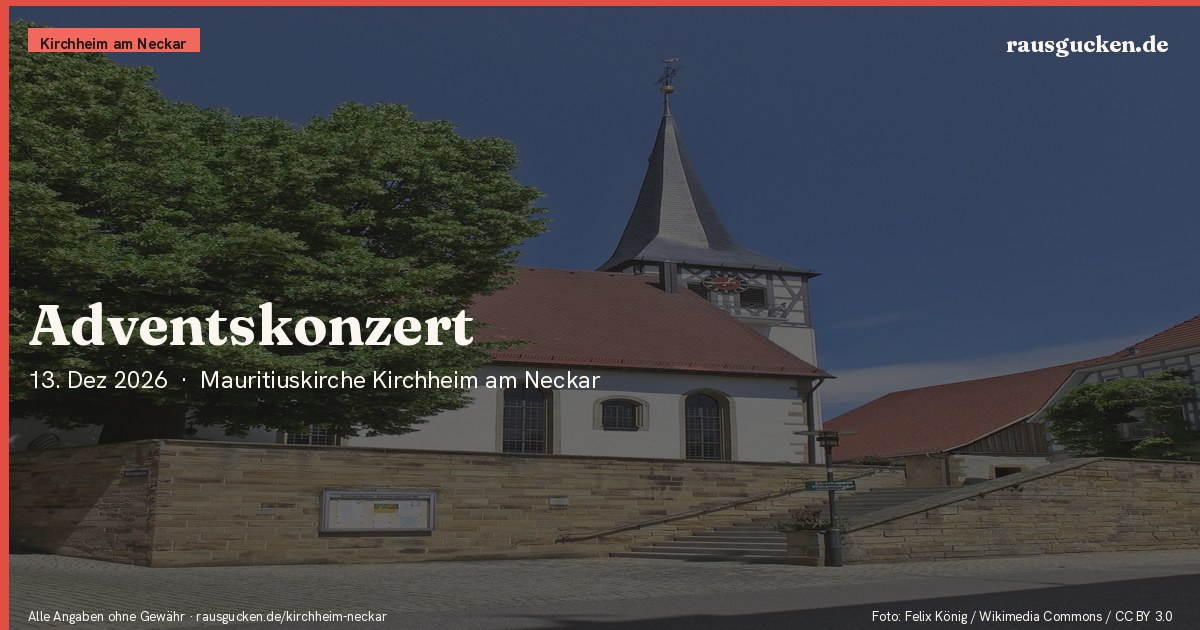 Kirchheim am Neckar
rausgucken.de
Adventskonzert
13. Dez 2026 · Mauritiuskirche Kirchheim am Neckar
Alle Angaben ohne Gewähr · rausgucken.de/kirchheim-neckar
Foto: Felix König / Wikimedia Commons / CC BY 3.0